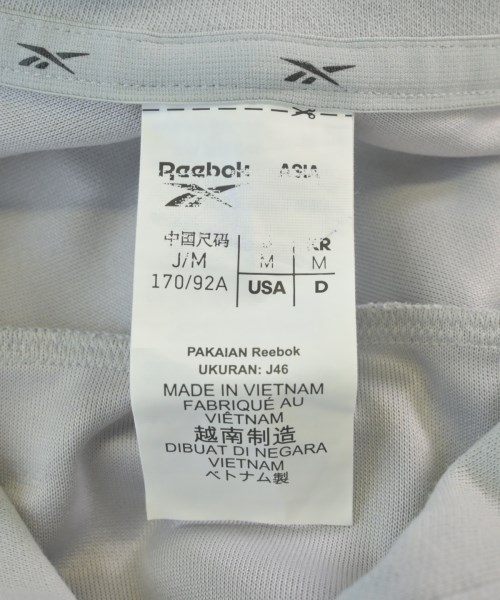 Reebok ASIA
中国尺码 KR
J/M M M
170/92A USA D
PAKAIAN Reebok
UKURAN: J46
MADE IN VIETNAM
FABRIQUÉ AU
VIÊTNAM
越南制造
DIBUAT DI NEGARA
VIETNAM
ベトナム製